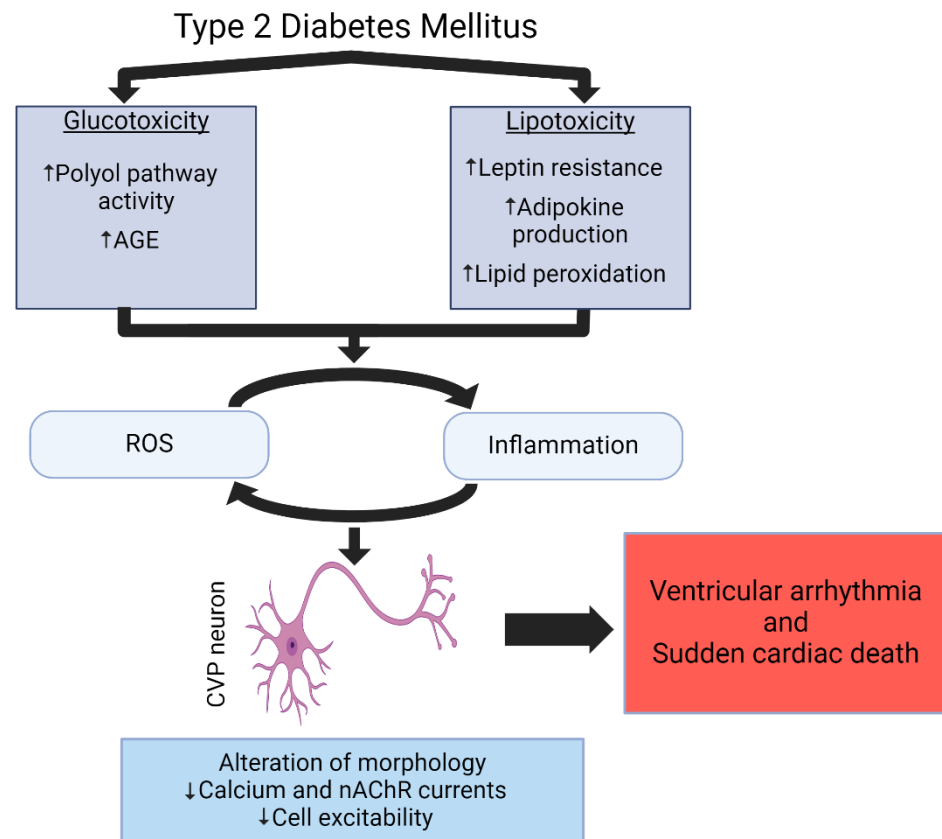 Type 2 Diabetes Mellitus
Glucotoxicity
↑Polyol pathway
activity
↑AGE
Lipotoxicity
↑Leptin resistance
↑Adipokine
production
↑Lipid peroxidation
ROS
Inflammation
CVP neuron
Ventricular arrhythmia
and
Sudden cardiac death
Alteration of morphology
↓Calcium and nAChR currents
↓Cell excitability